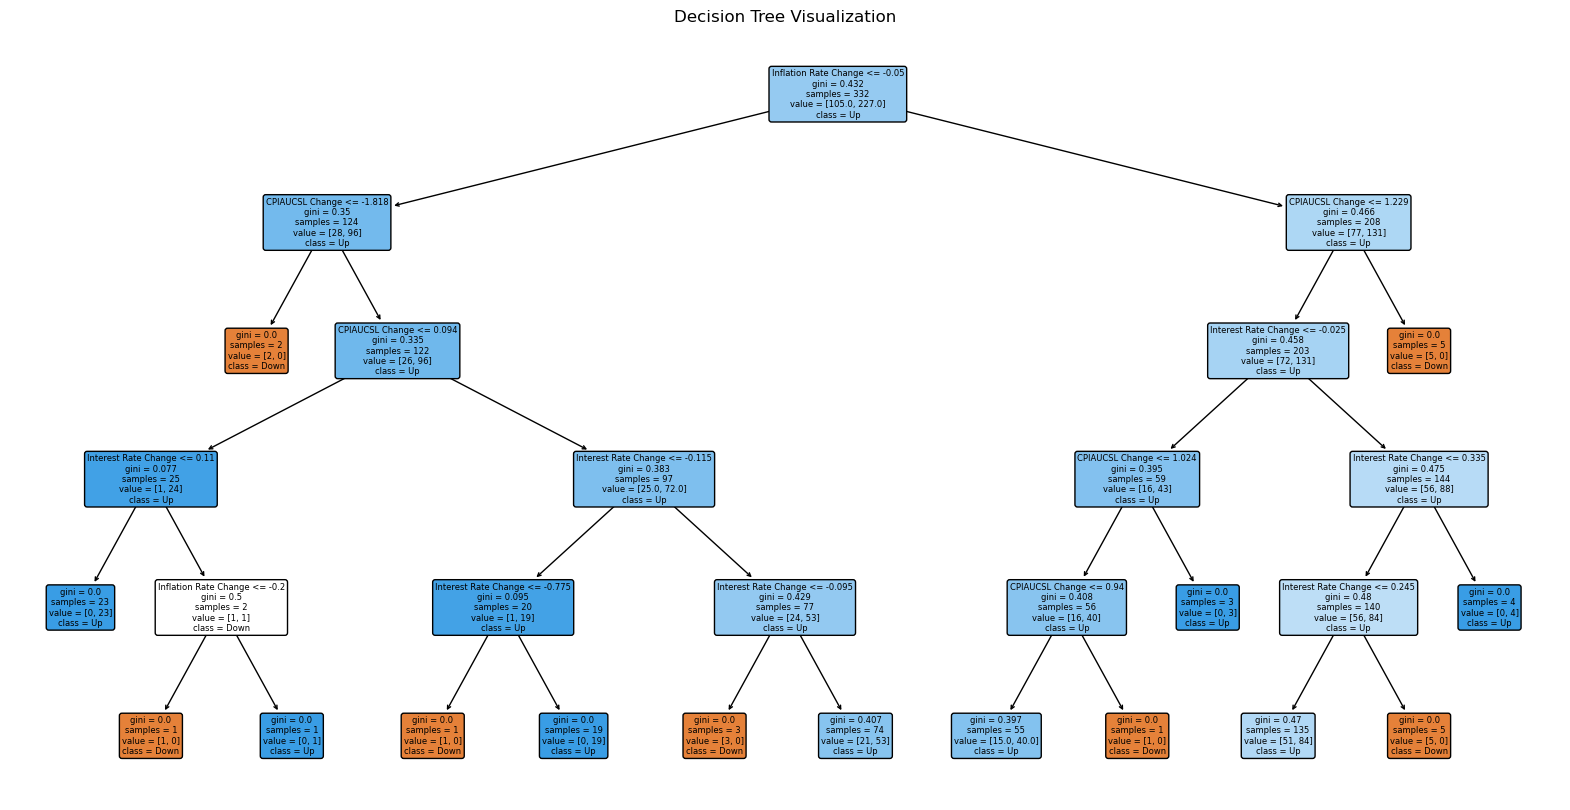 Decision Tree Visualization
Inflation Rate Change <= -0.05
gini = 0.432
samples = 332
value = [105.0, 227.0]
class = Up
CPIAUCSL Change <= -1.818
gini = 0.35
samples = 124
value = [28, 96]
class = Up
CPIAUCSL Change <= 1.229
gini = 0.466
samples = 208
value = [77, 131]
class = Up
gini = 0.0
samples = 2
value = [2, 0]
class = Down
CPIAUCSL Change <= 0.094
gini = 0.335
samples = 122
value = [26, 96]
class = Up
Interest Rate Change <= -0.025
gini = 0.458
samples = 203
value = [72, 131]
class = Up
gini = 0.0
samples = 5
value = [5, 0]
class = Down
Interest Rate Change <= 0.11
gini = 0.077
samples = 25
value = [1, 24]
class = Up
Interest Rate Change <= -0.115
gini = 0.383
samples = 97
value = [25.0, 72.0]
class = Up
CPIAUCSL Change <= 1.024
gini = 0.395
samples = 59
value = [16, 43]
class = Up
Interest Rate Change <= 0.335
gini = 0.475
samples = 144
value = [56, 88]
class = Up
gini = 0.0
samples = 23
value = [0, 23]
class = Up
Inflation Rate Change <= -0.2
gini = 0.5
samples = 2
value = [1, 1]
class = Down
Interest Rate Change <= -0.775
gini = 0.095
samples = 20
value = [1, 19]
class = Up
Interest Rate Change <= -0.095
gini = 0.429
samples = 77
value = [24, 53]
class = Up
CPIAUCSL Change <= 0.94
gini = 0.408
samples = 56
value = [16, 40]
class = Up
gini = 0.0
samples = 3
value = [0, 3]
class = Up
Interest Rate Change <= 0.245
gini = 0.48
samples = 140
value = [56, 84]
class = Up
gini = 0.0
samples = 4
value = [0, 4]
class = Up
gini = 0.0
samples = 1
value = [1, 0]
class = Down
gini = 0.0
samples = 1
value = [0, 1]
class = Up
gini = 0.0
samples = 1
value = [1, 0]
class = Down
gini = 0.0
samples = 19
value = [0, 19]
class = Up
gini = 0.0
samples = 3
value = [3, 0]
class = Down
gini = 0.407
samples = 74
value = [21, 53]
class = Up
gini = 0.397
samples = 55
value = [15.0, 40.0]
class = Up
gini = 0.0
samples = 1
value = [1, 0]
class = Down
gini = 0.47
samples = 135
value = [51, 84]
class = Up
gini = 0.0
samples = 5
value = [5, 0]
class = Down